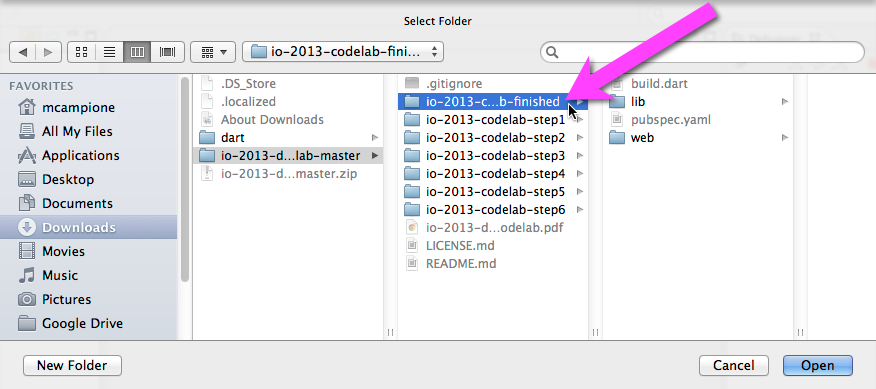 Select Folder
io-2013-codelab-fini...
FAVORITES
mcampione
All My Files
Applications
Desktop
Documents
Downloads
Movies
Music
Pictures
Google Drive
.DS_Store
.localized
About Downloads
dart
io-2013-d...lab-master
io-2013-d...master.zip
.gitignore
io-2013-c...b-finished
io-2013-codelab-step1
io-2013-codelab-step2
io-2013-codelab-step3
io-2013-codelab-step4
io-2013-codelab-step5
io-2013-codelab-step6
io-2013-d...odelab.pdf
LICENSE.md
README.md
build.dart
lib
pubspec.yaml
web
New Folder
Cancel
Open